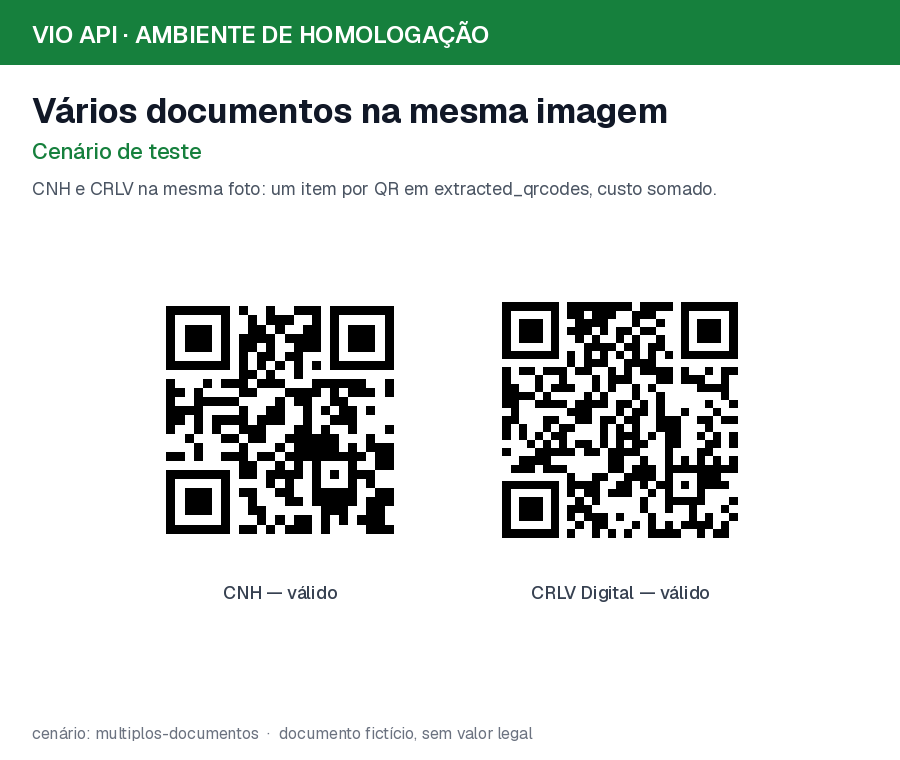 VIO API · AMBIENTE DE HOMOLOGAÇÃO
Vários documentos na mesma imagem
Cenário de teste
CNH e CRLV na mesma foto: um item por QR em extracted_qrcodes, custo somado.
CNH — válido
CRLV Digital — válido
cenário: multiplos-documentos · documento fictício, sem valor legal